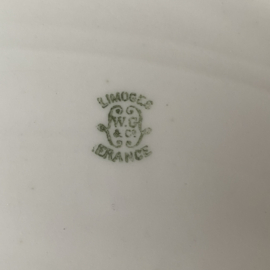 LIMOGES
W.G
& Co.
FRANCE